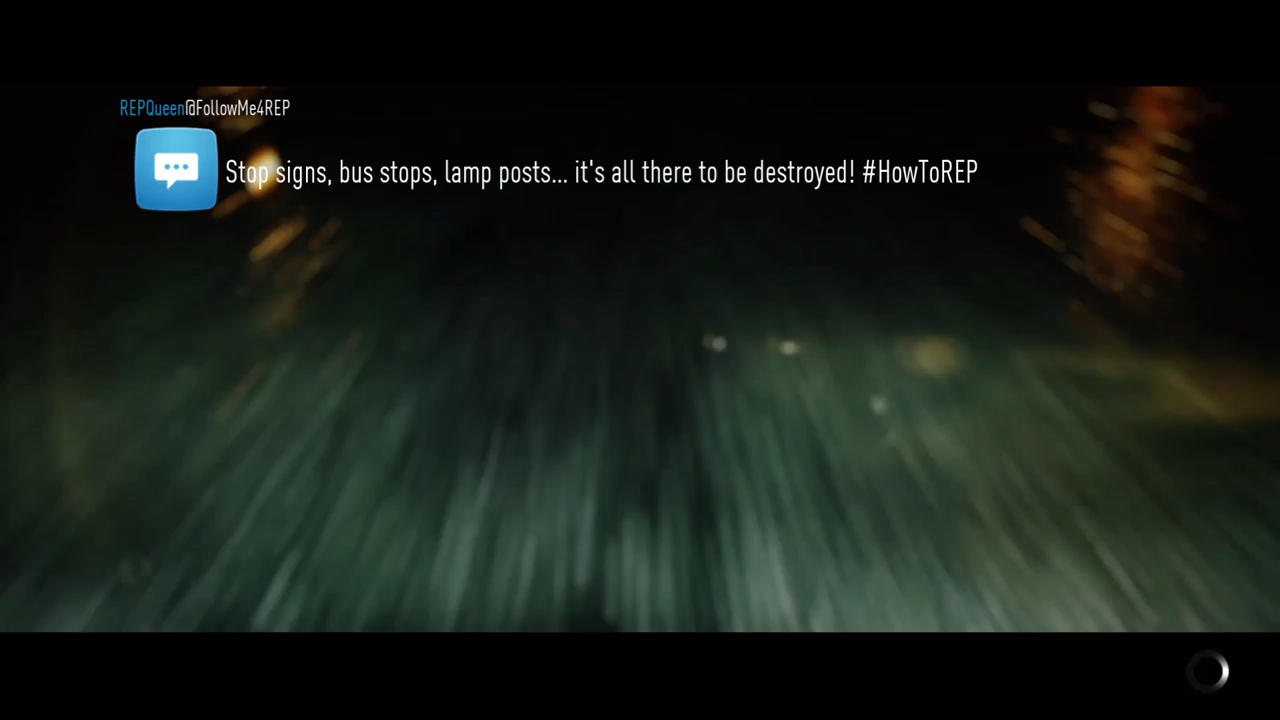 REPQueen@FollowMe4REP
Stop signs, bus stops, lamp posts... it's all there to be destroyed! #HowToREP